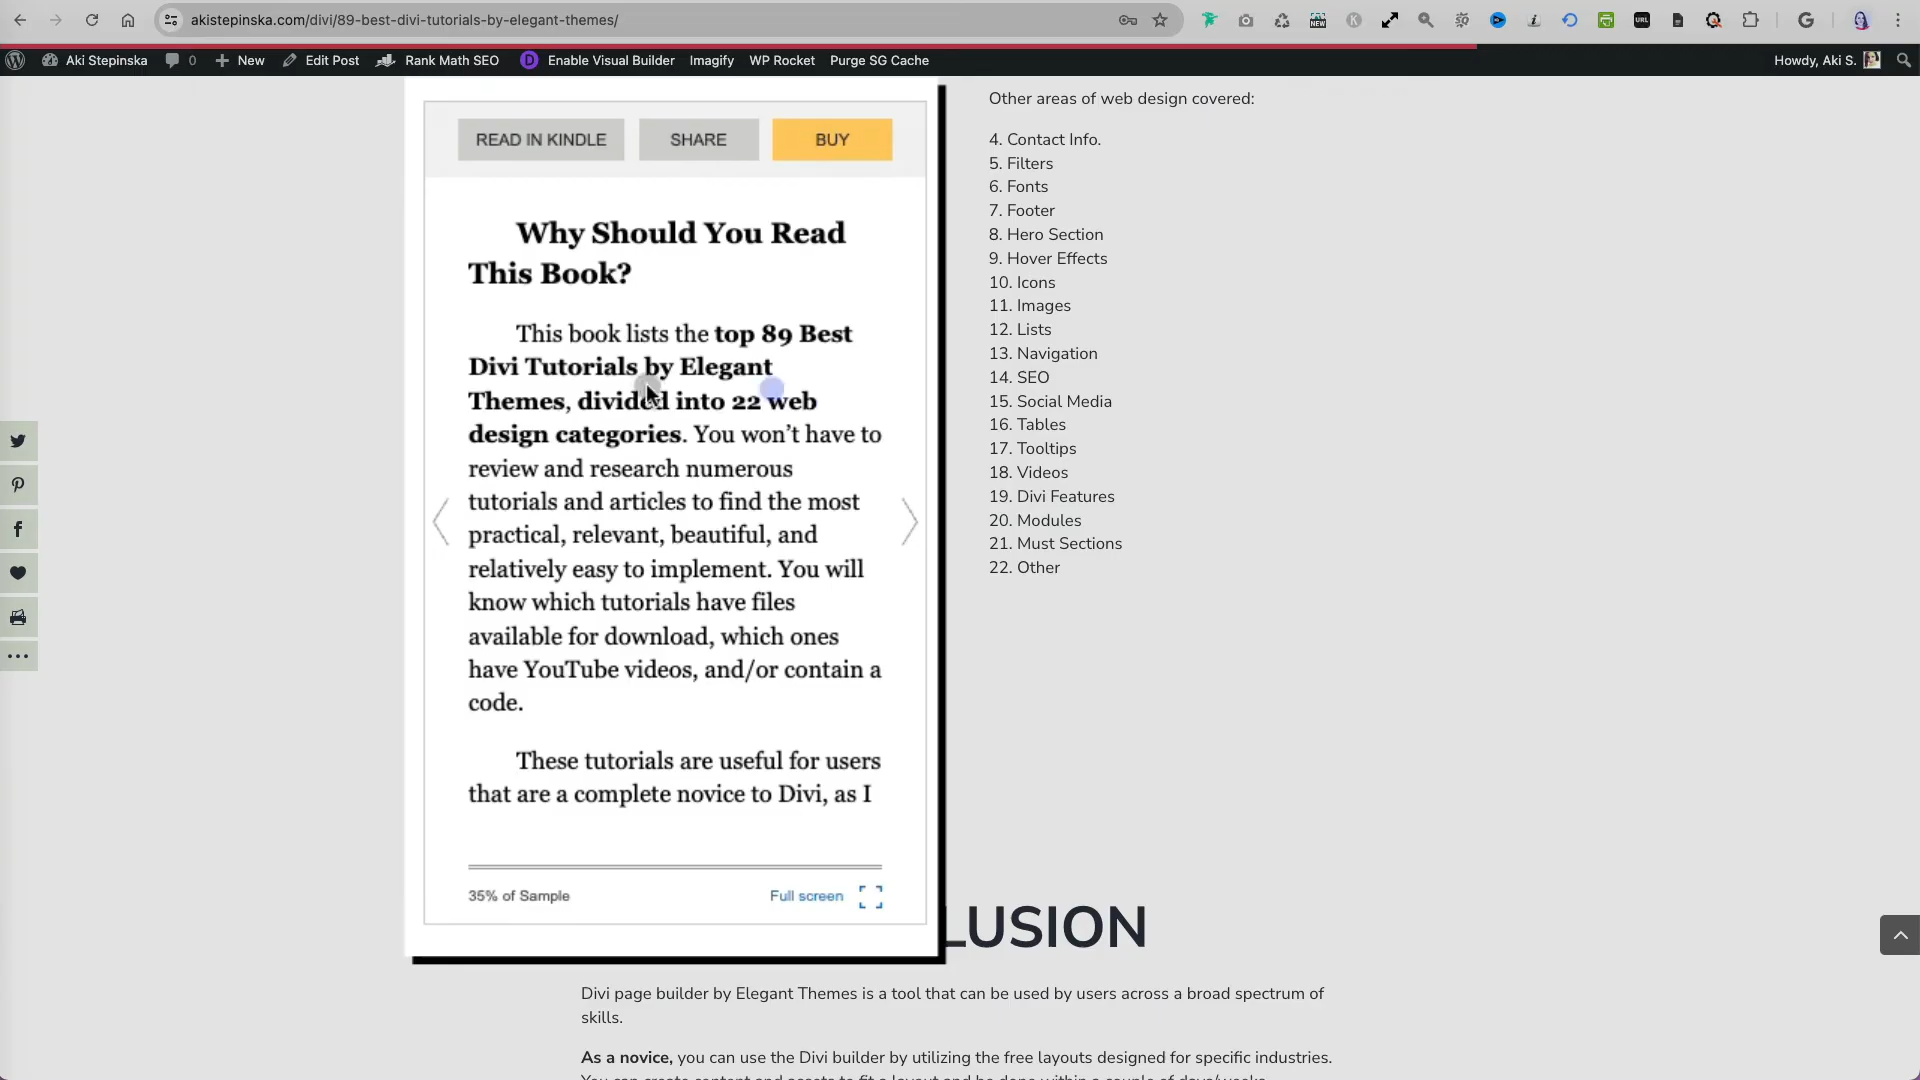 akistepinska.com/divi/89-best-divi-tutorials-by-elegant-themes/
Aki Stepinska 0 New Edit Post Rank Math SEO Enable Visual Builder Imagify WP Rocket Purge SG Cache Howdy, Aki S.
READ IN KINDLE SHARE BUY
Why Should You Read
This Book?
This book lists the top 89 Best
Divi Tutorials by Elegant
Themes, divided into 22 web
design categories. You won't have to
review and research numerous
tutorials and articles to find the most
practical, relevant, beautiful, and
relatively easy to implement. You will
know which tutorials have files
available for download, which ones
have YouTube videos, and/or contain a
code.
These tutorials are useful for users
that are a complete novice to Divi, as I
35% of Sample Full screen
Other areas of web design covered:
4. Contact Info.
5. Filters
6. Fonts
7. Footer
8. Hero Section
9. Hover Effects
10. Icons
11. Images
12. Lists
13. Navigation
14. SEO
15. Social Media
16. Tables
17. Tooltips
18. Videos
19. Divi Features
20. Modules
21. Must Sections
22. Other
LUSION
Divi page builder by Elegant Themes is a tool that can be used by users across a broad spectrum of
skills.
As a novice, you can use the Divi builder by utilizing the free layouts designed for specific industries.